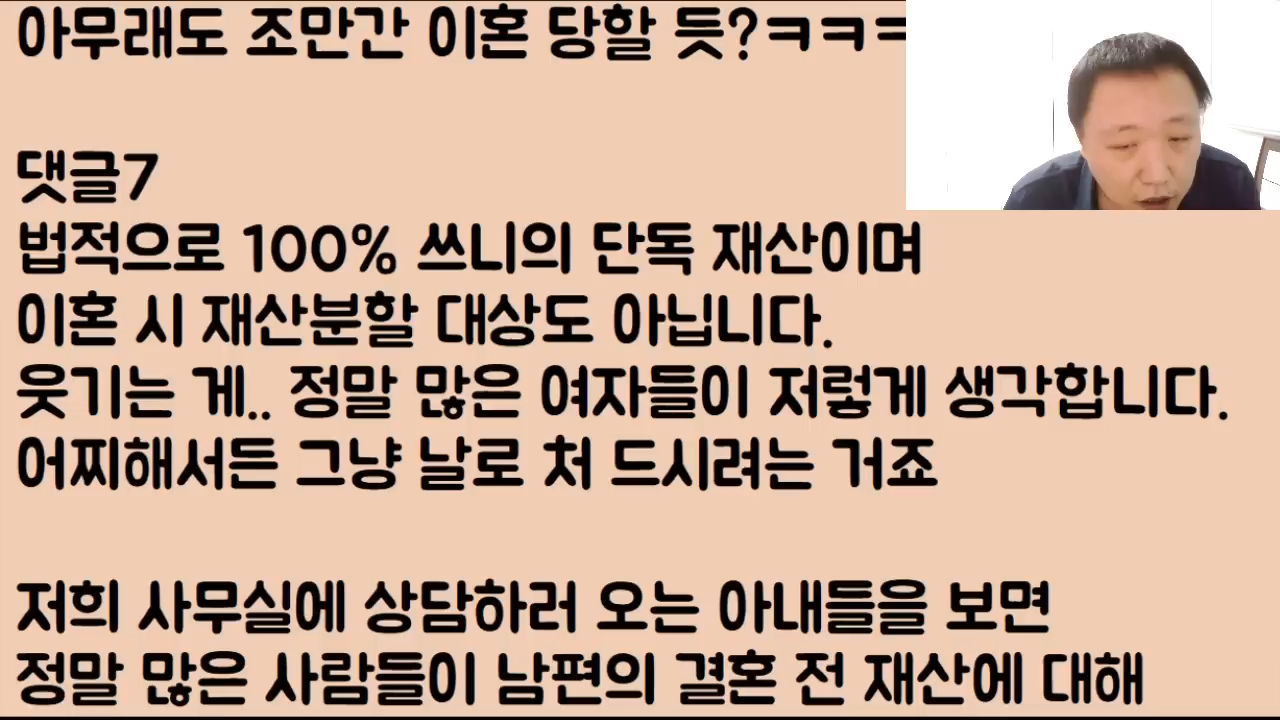 아무래도 조만간 이혼 당할 듯?ㅋㅋㅋ
댓글7
법적으로 100% 쓰니의 단독 재산이며
이혼 시 재산분할 대상도 아닙니다.
웃기는 게.. 정말 많은 여자들이 저렇게 생각합니다.
어찌해서든 그냥 날로 처 드시려는 거죠
저희 사무실에 상담하러 오는 아내들을 보면
정말 많은 사람들이 남편의 결혼 전 재산에 대해